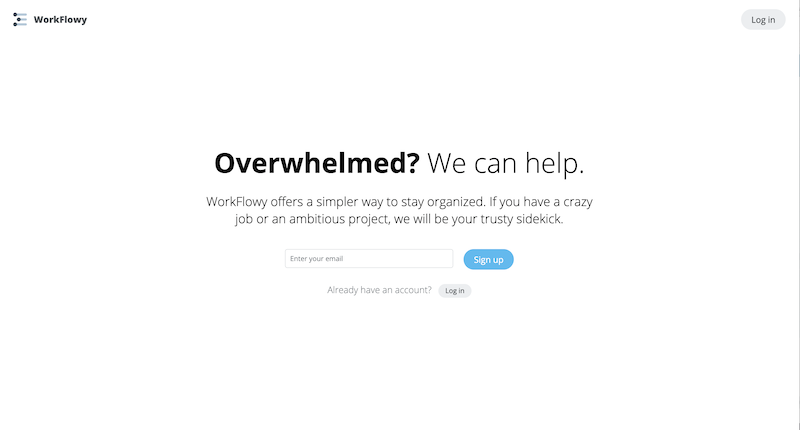 WorkFlowy
Log in
Overwhelmed? We can help.
WorkFlowy offers a simpler way to stay organized. If you have a crazy
job or an ambitious project, we will be your trusty sidekick.
Enter your email
Sign up
Already have an account?
Log in